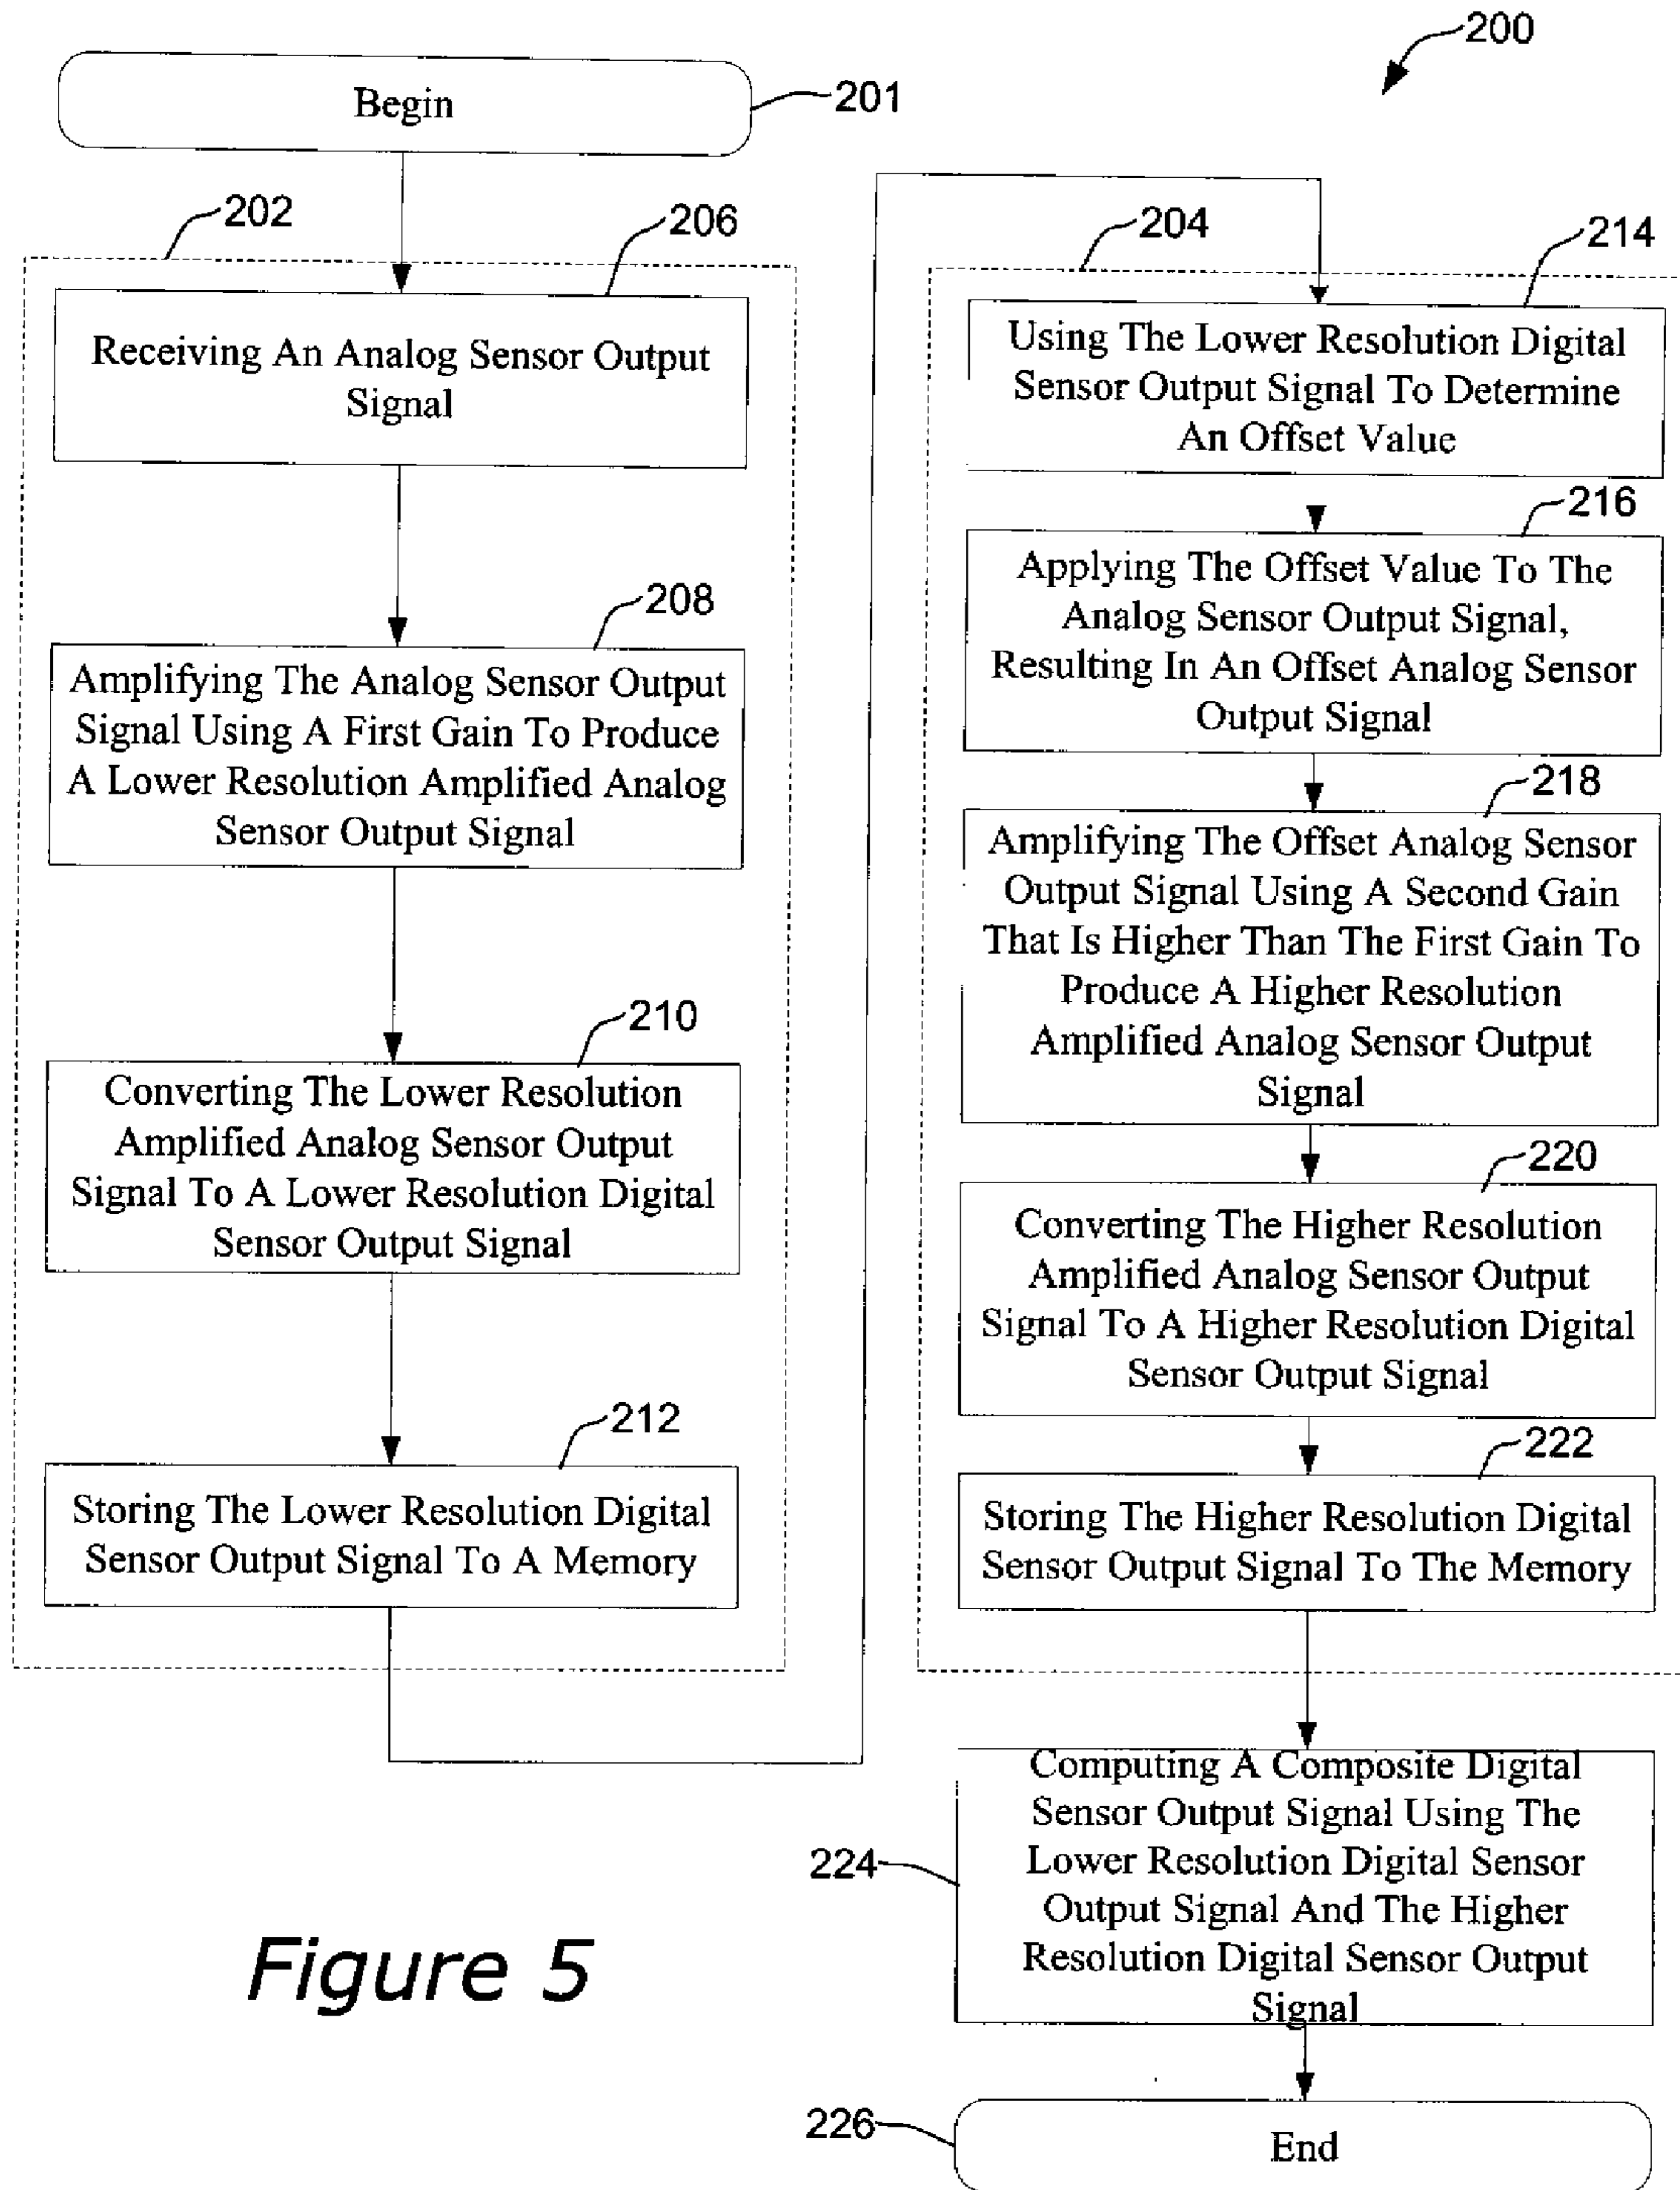 200
Begin
201
202
206
Receiving An Analog Sensor Output
Signal
208
Amplifying The Analog Sensor Output
Signal Using A First Gain To Produce
A Lower Resolution Amplified Analog
Sensor Output Signal
210
Converting The Lower Resolution
Amplified Analog Sensor Output
Signal To A Lower Resolution Digital
Sensor Output Signal
212
Storing The Lower Resolution Digital
Sensor Output Signal To A Memory
204
214
Using The Lower Resolution Digital
Sensor Output Signal To Determine
An Offset Value
216
Applying The Offset Value To The
Analog Sensor Output Signal,
Resulting In An Offset Analog Sensor
Output Signal
218
Amplifying The Offset Analog Sensor
Output Signal Using A Second Gain
That Is Higher Than The First Gain To
Produce A Higher Resolution
Amplified Analog Sensor Output
Signal
220
Converting The Higher Resolution
Amplified Analog Sensor Output
Signal To A Higher Resolution Digital
Sensor Output Signal
222
Storing The Higher Resolution Digital
Sensor Output Signal To The Memory
224
Computing A Composite Digital
Sensor Output Signal Using The
Lower Resolution Digital Sensor
Output Signal And The Higher
Resolution Digital Sensor Output
Signal
226
End
Figure 5